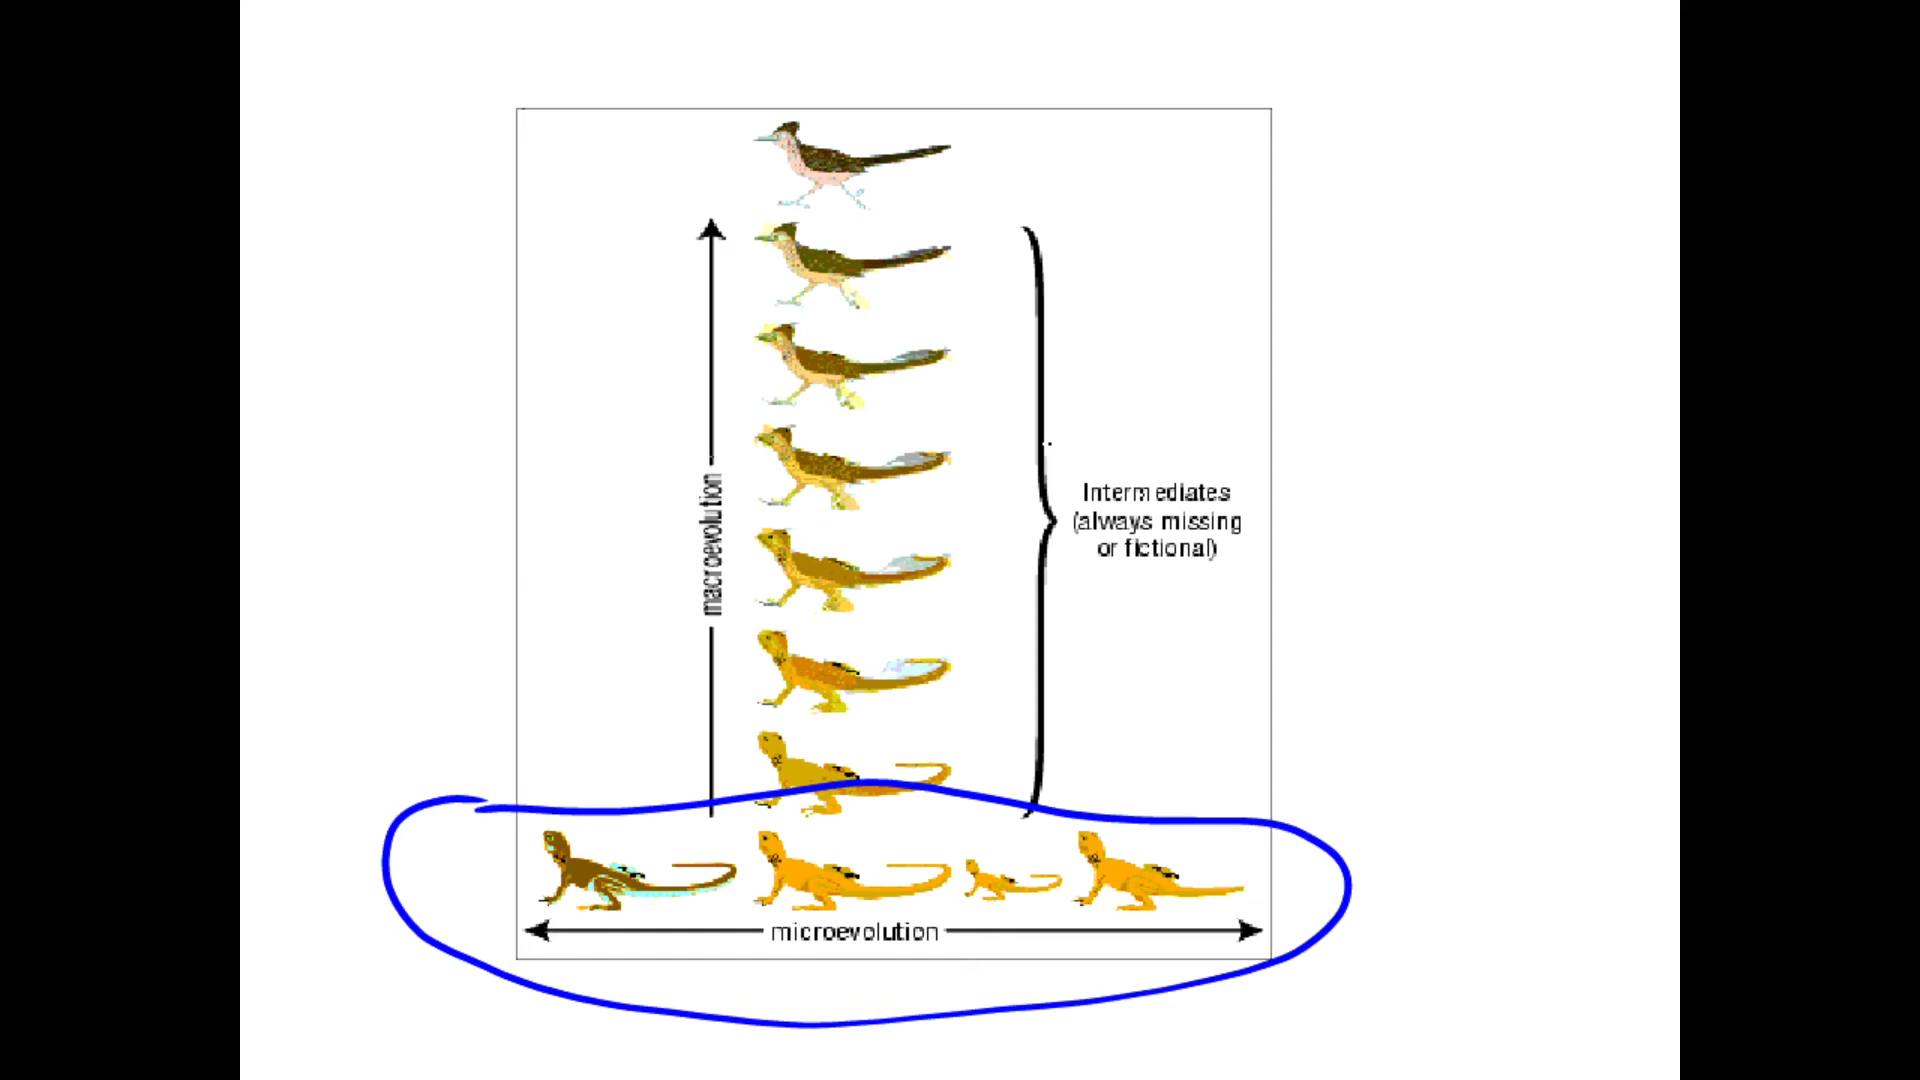 macroevolution
Intermediates
(always missing
or fictional)
microevolution